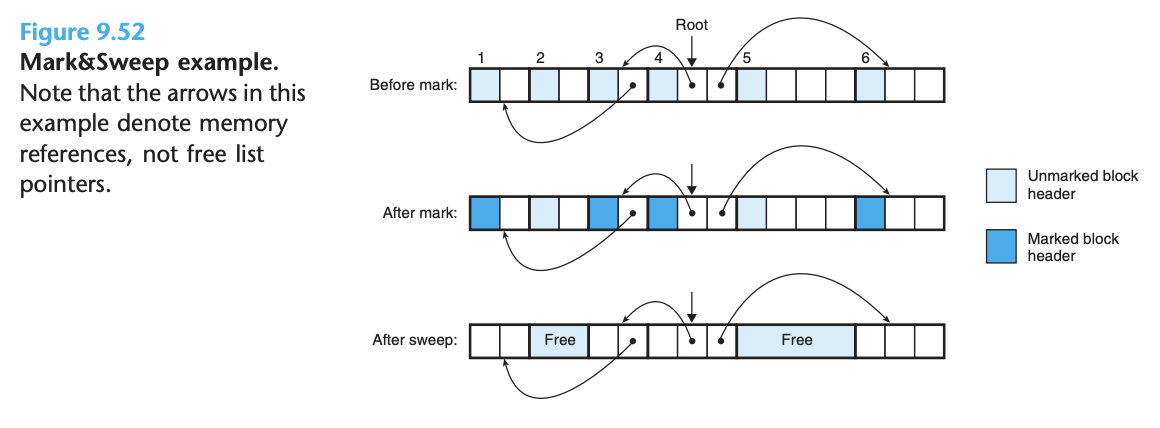 Figure 9.52
Mark&Sweep example.
Note that the arrows in this
example denote memory
references, not free list
pointers.
Root
1 2 3 4 5 6
Before mark:
After mark:
Unmarked block
header
Marked block
header
After sweep: Free Free